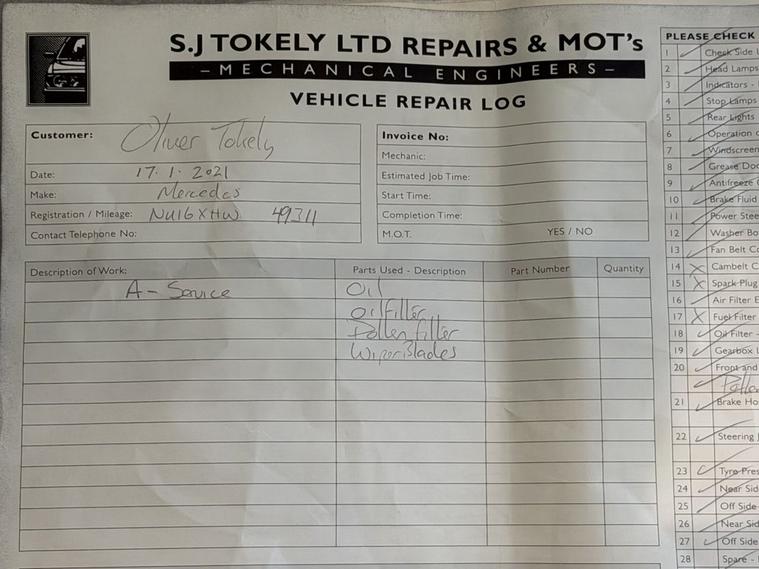 S.J TOKELY LTD REPAIRS & MOT's
–MECHANICAL ENGINEERS–
VEHICLE REPAIR LOG
Customer: Oliver Tokely
Date: 17.1.2021
Make: Mercedes
Registration / Mileage: NU16XHW 49311
Contact Telephone No:
Invoice No:
Mechanic:
Estimated Job Time:
Start Time:
Completion Time:
M.O.T. YES / NO
Description of Work: Parts Used - Description Part Number Quantity
A - Service Oil
oil filter
Pollen filter
Wiper Blades
PLEASE CHECK
1 Check Side L
2 Head Lamps
3 Indicators -
4 Stop Lamps
5 Rear Lights
6 Operation o
7 Windscreen
8 Grease Doo
9 Antifreeze
10 Brake Fluid
11 Power Stee
12 Washer Bo
13 Fan Belt Co
14 Cambelt C
15 Spark Plug
16 Air Filter E
17 Fuel Filter
18 Oil Filter -
19 Gearbox L
20 Front and
Polle
21 Brake Ho
22 Steering J
23 Tyre Pres
24 Near Sid
25 Off Side
26 Near Sid
27 Off Side
28 Spare -